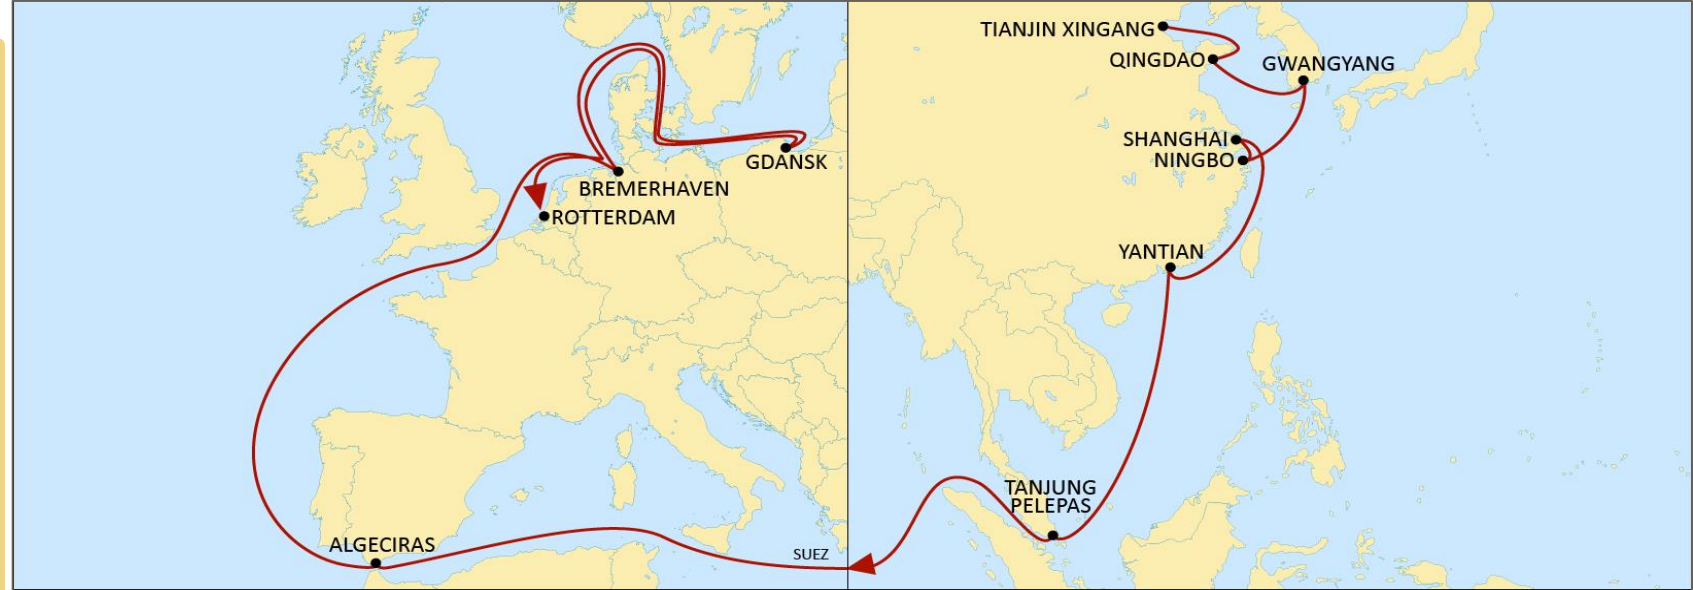 TIANJIN XINGANG
QINGDAO
GWANGYANG
SHANGHAI
NINGBO
GDANSK
BREMERHAVEN
ROTTERDAM
YANTIAN
TANJUNG
PELEPAS
ALGECIRAS
SUEZ